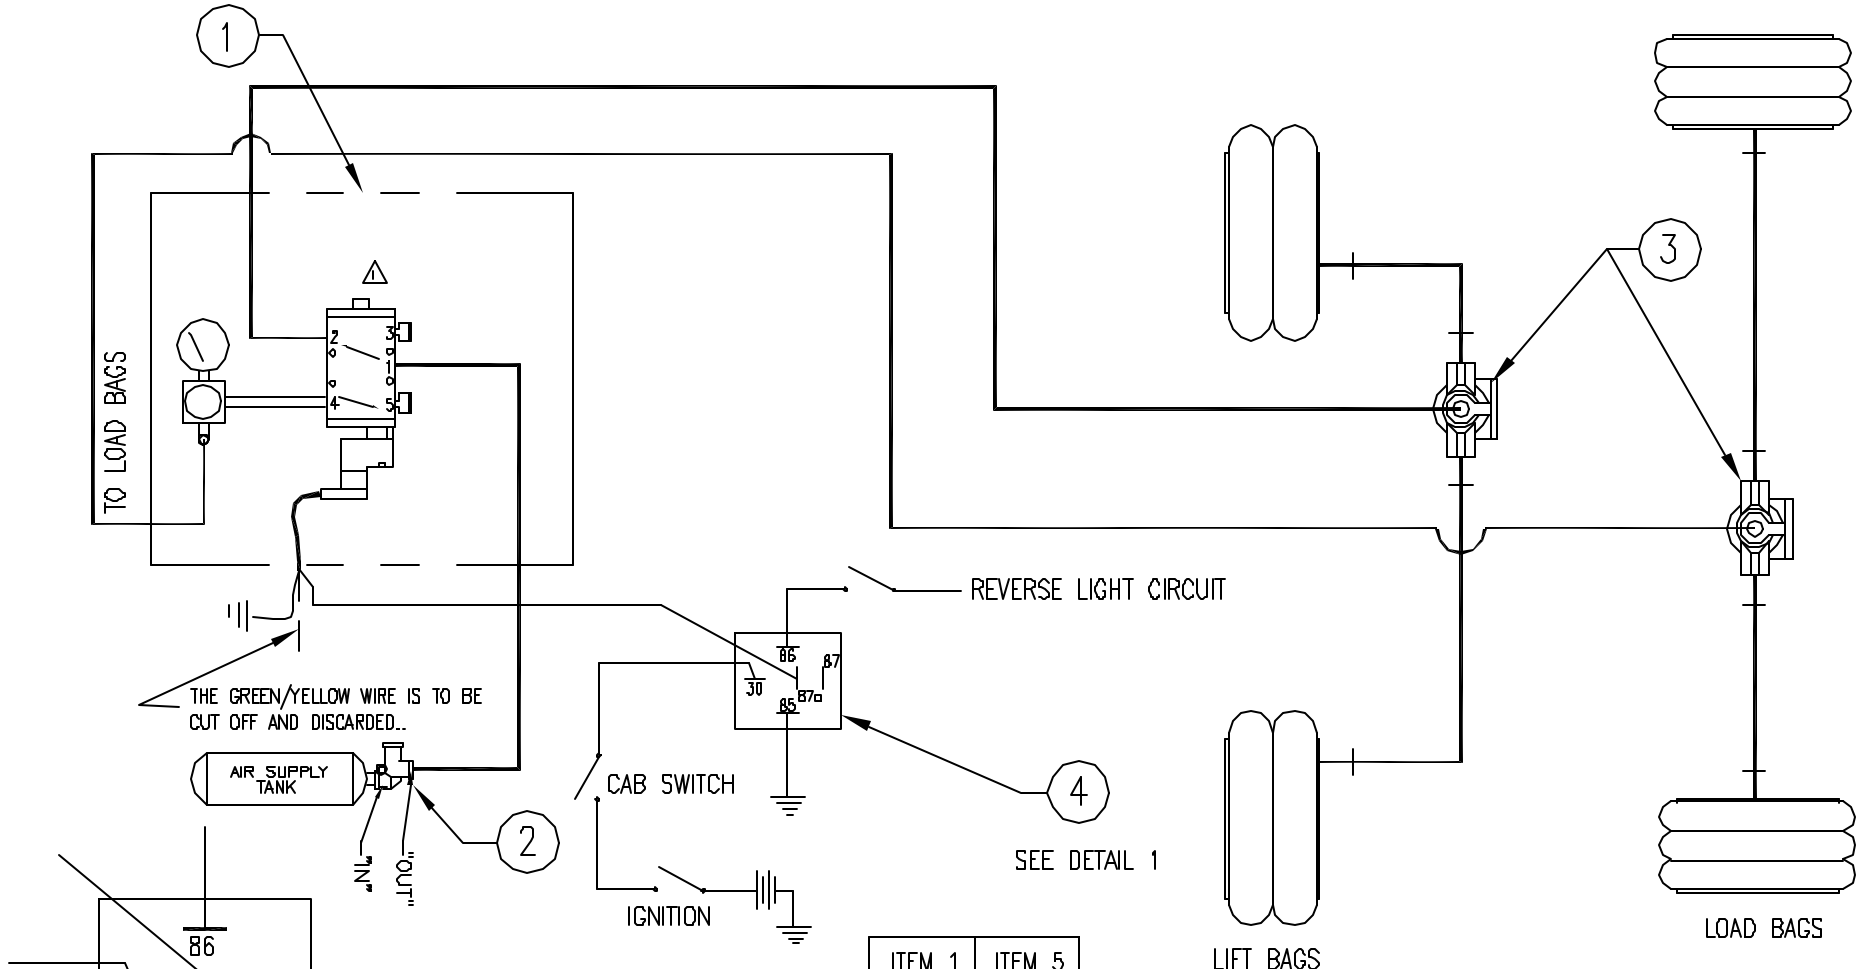 1
3
TO LOAD BAGS
2
3
1
4
5
REVERSE LIGHT CIRCUIT
86
87
30
87a
85
THE GREEN/YELLOW WIRE IS TO BE
CUT OFF AND DISCARDED..
AIR SUPPLY
TANK
CAB SWITCH
4
2
"IN"
"OUT"
SEE DETAIL 1
IGNITION
86
LOAD BAGS
LIFT BAGS
ITEM 1
ITEM 5